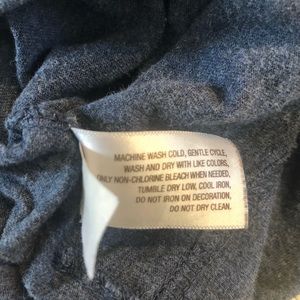 MACHINE WASH COLD, GENTLE CYCLE,
WASH AND DRY WITH LIKE COLORS,
ONLY NON-CHLORINE BLEACH WHEN NEEDED,
TUMBLE DRY LOW, COOL IRON,
DO NOT IRON ON DECORATION,
DO NOT DRY CLEAN.